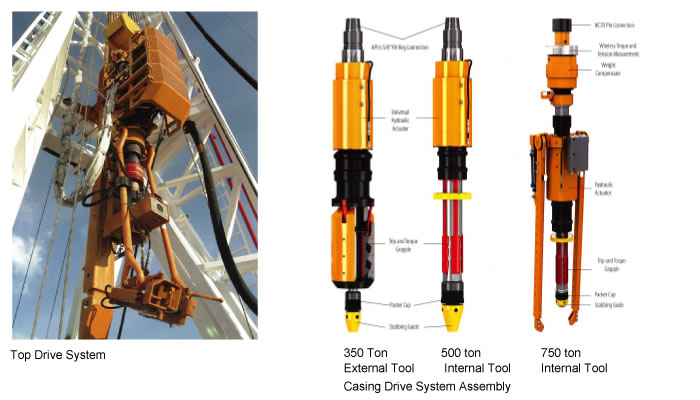 API 6 5/8" FH Reg Connection
Universal
Hydraulic
Actuator
Trip and Torque
Grapple
Packer Cup
Stabbing Guide
NC70 Pin Connection
Wireless Torque and
Tension Measurement
Weight
Compensator
Hydraulic
Actuator
Trip and Torque
Grapple
Packer Cup
Stabbing Guide
Top Drive System
350 Ton
External Tool
500 ton
Internal Tool
750 ton
Internal Tool
Casing Drive System Assembly